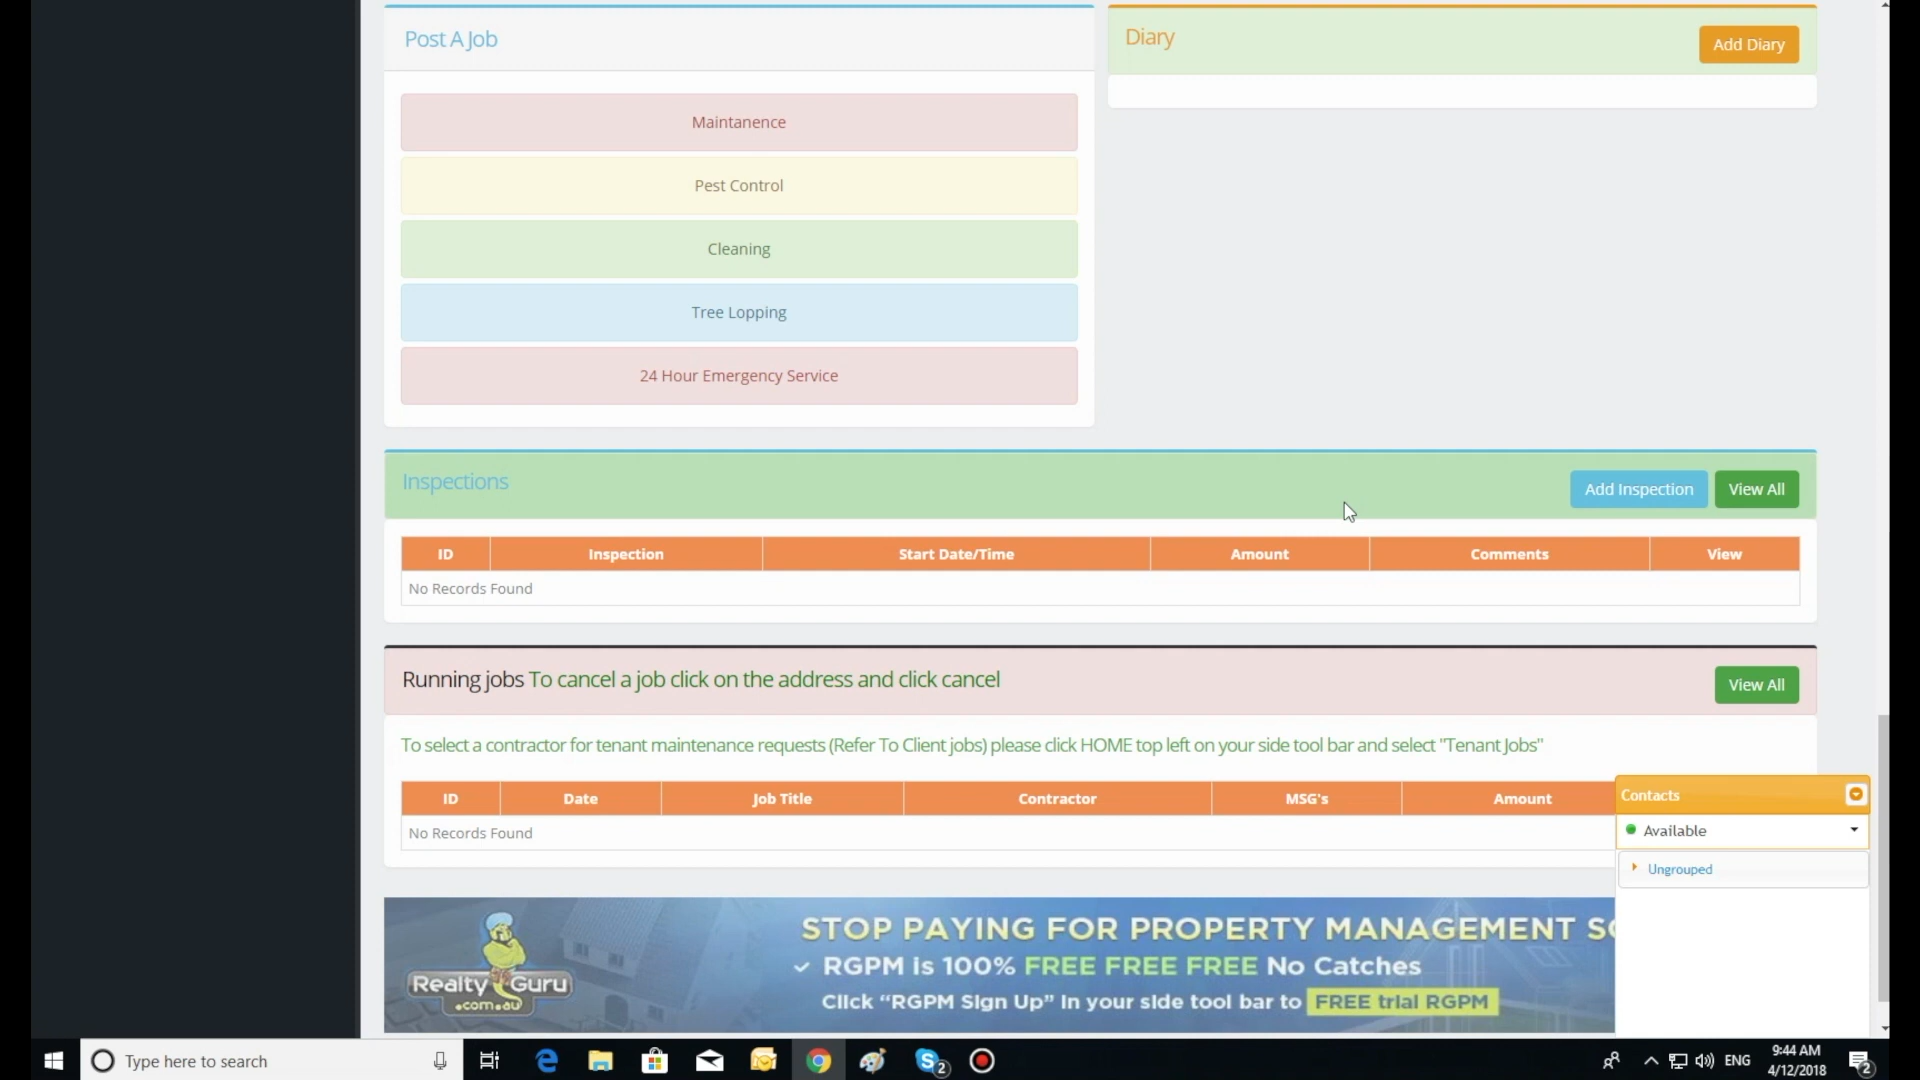 Post A Job
Diary
Add Diary
Maintanence
Pest Control
Cleaning
Tree Lopping
24 Hour Emergency Service
Inspections
Add Inspection
View All
ID Inspection Start Date/Time Amount Comments View
No Records Found
Running jobs To cancel a job click on the address and click cancel
View All
To select a contractor for tenant maintenance requests (Refer To Client jobs) please click HOME top left on your side tool bar and select "Tenant Jobs"
ID Date Job Title Contractor MSG's Amount
No Records Found
Contacts
Available
Ungrouped
Realty Guru
.com.au
STOP PAYING FOR PROPERTY MANAGEMENT
✓ RGPM is 100% FREE FREE FREE No Catches
Click “RGPM Sign Up” in your side tool bar to FREE trial RGPM
Type here to search
S 2
ENG
9:44 AM
4/12/2018
2